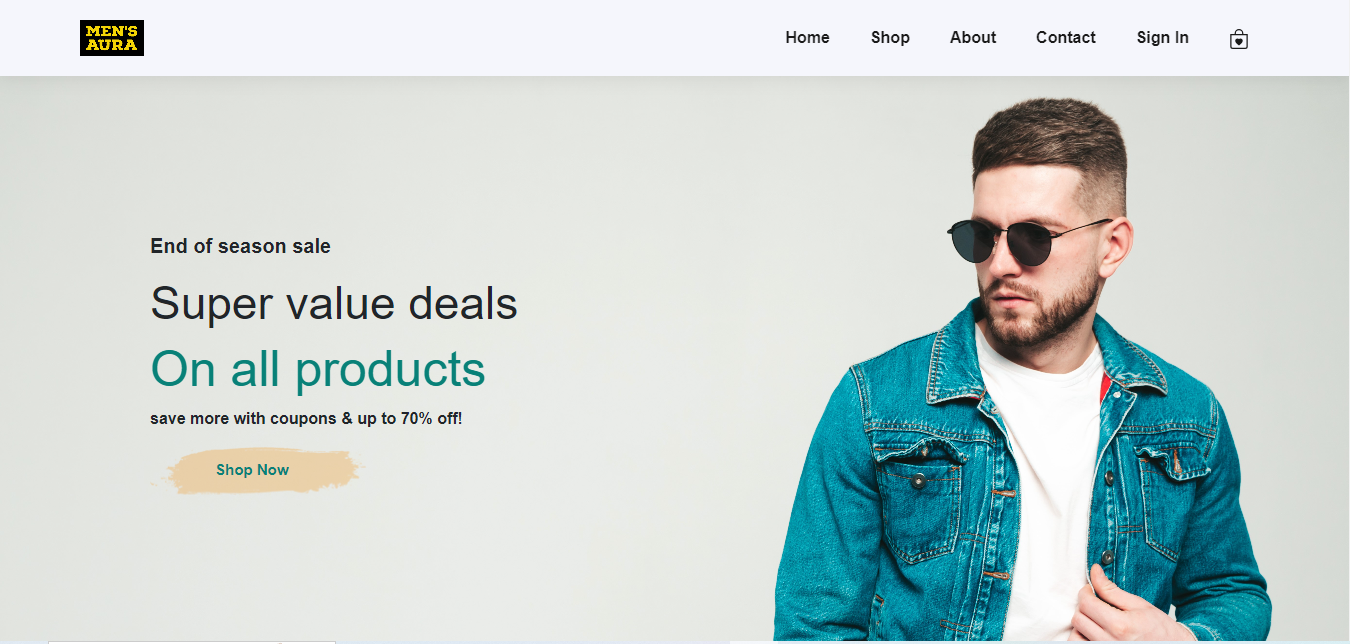 MEN'S
AURA
Home Shop About Contact Sign In
End of season sale
Super value deals
On all products
save more with coupons & up to 70% off!
Shop Now